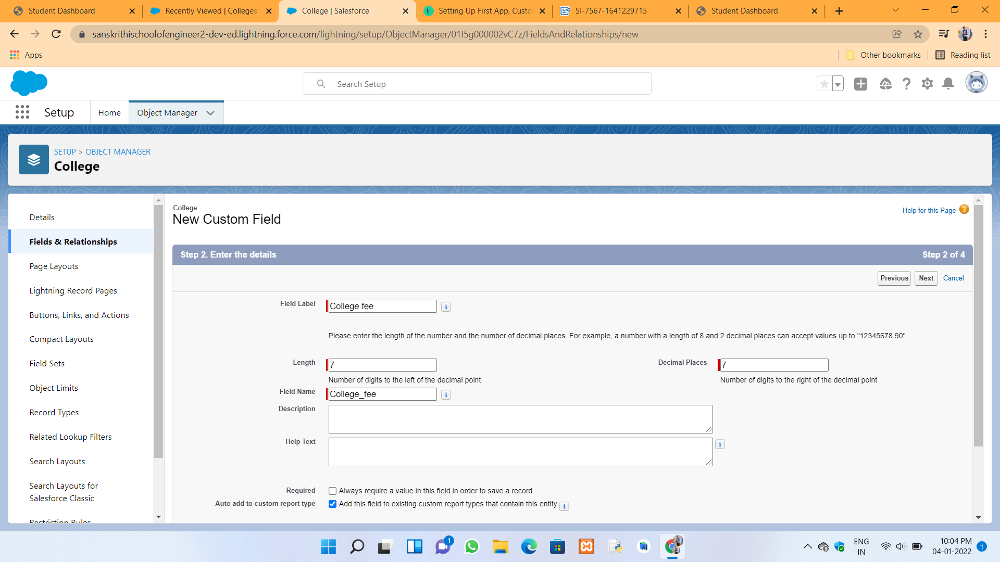 Student Dashboard
Recently Viewed | Colleges
College | Salesforce
Setting Up First App, Custo
SI-7567-1641229715
Student Dashboard
sanskrithischoolofengineer2-dev-ed.lightning.force.com/lightning/setup/ObjectManager/01I5g000002vC7z/FieldsAndRelationships/new
Apps
Other bookmarks
Reading list
Search Setup
Setup
Home
Object Manager
SETUP > OBJECT MANAGER
College
Details
Fields & Relationships
Page Layouts
Lightning Record Pages
Buttons, Links, and Actions
Compact Layouts
Field Sets
Object Limits
Record Types
Related Lookup Filters
Search Layouts
Search Layouts for
Salesforce Classic
Restriction Rules
College
New Custom Field
Help for this Page
Step 2. Enter the details
Step 2 of 4
Previous
Next
Cancel
Field Label
College fee
Please enter the length of the number and the number of decimal places. For example, a number with a length of 8 and 2 decimal places can accept values up to "12345678.90".
Length
7
Number of digits to the left of the decimal point
Decimal Places
7
Number of digits to the right of the decimal point
Field Name
College_fee
Description
Help Text
Required
Always require a value in this field in order to save a record
Auto add to custom report type
Add this field to existing custom report types that contain this entity
1
ENG
IN
10:04 PM
04-01-2022
1